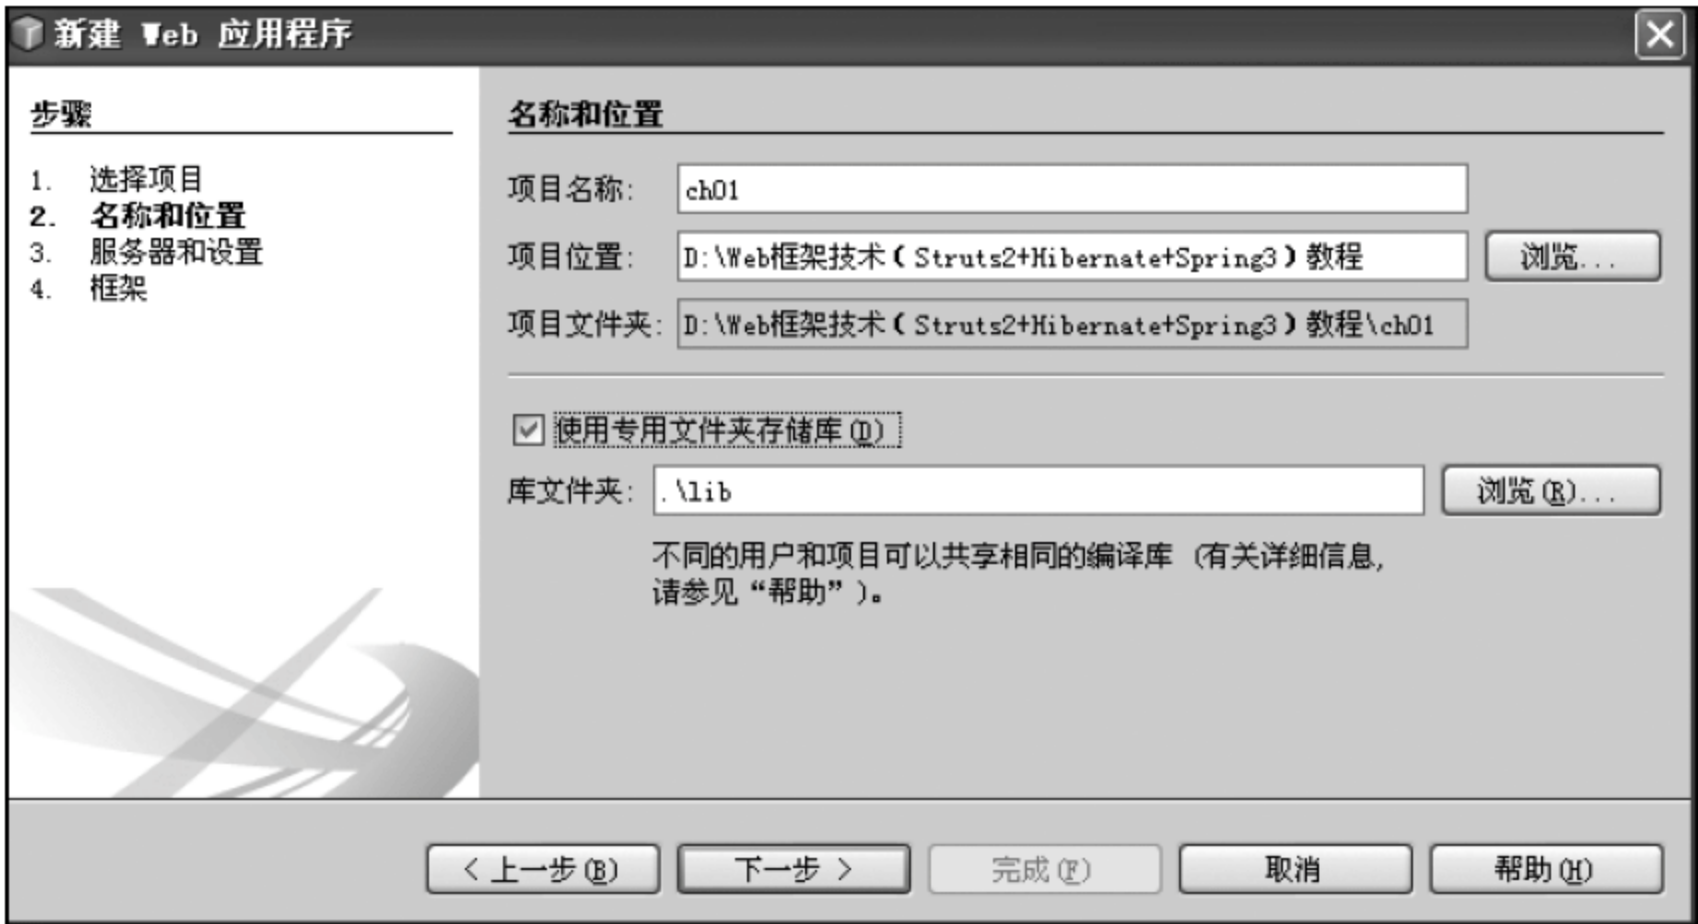 新建 Web 应用程序
步骤
1. 选择项目
2. 名称和位置
3. 服务器和设置
4. 框架
名称和位置
项目名称: ch01
项目位置: D:\Web框架技术(Struts2+Hibernate+Spring3)教程 浏览...
项目文件夹: D:\Web框架技术(Struts2+Hibernate+Spring3)教程\ch01
使用专用文件夹存储库(D)
库文件夹: .\lib 浏览(R)...
不同的用户和项目可以共享相同的编译库 (有关详细信息,
请参见“帮助”)。
< 上一步(B) 下一步 > 完成(F) 取消 帮助(H)